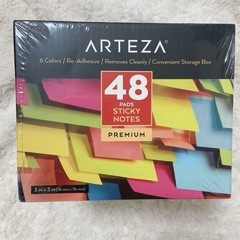 ARTEZA®
6 Colors / Re-Adhesive / Removes Cleanly / Convenient Storage Box
48
PADS
STICKY
NOTES
PREMIUM
3 in x 3 in (76 mm x 76 mm)